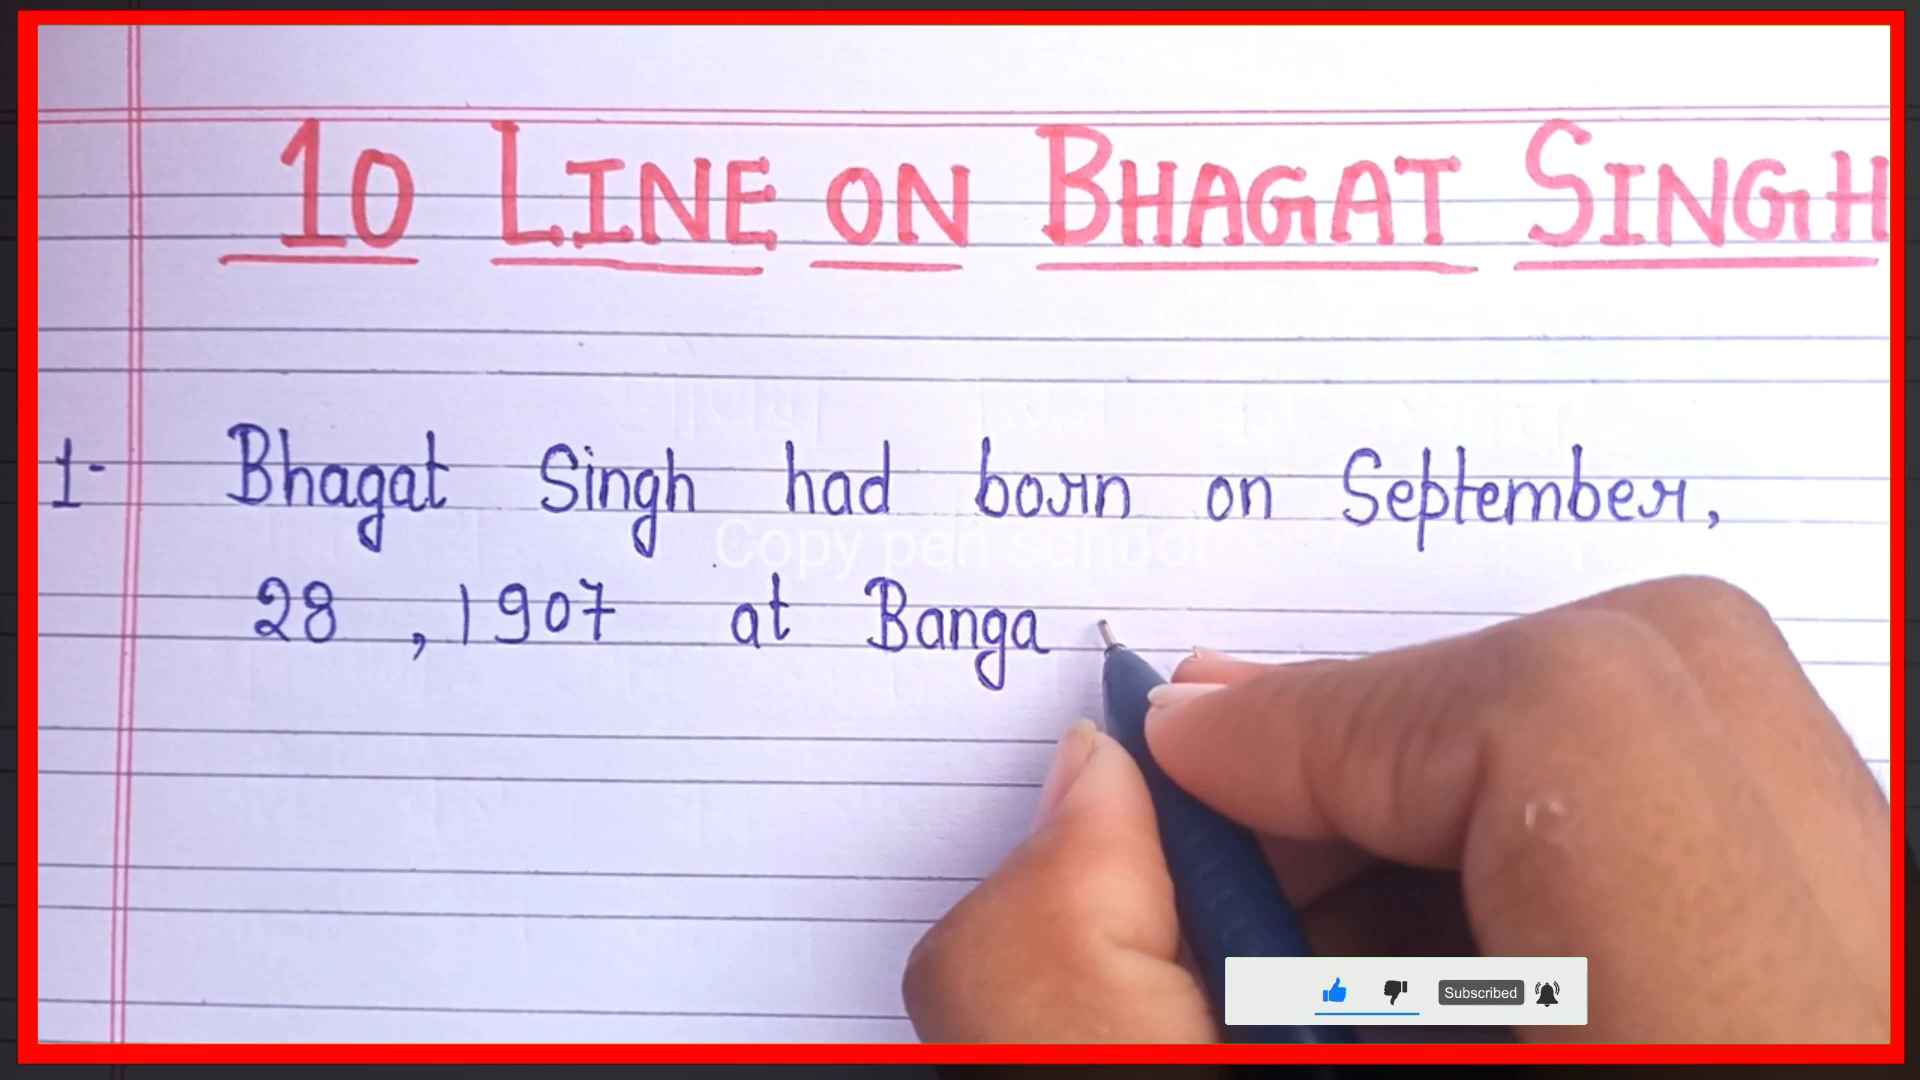 10 LINE ON BHAGAT SINGH
1- Bhagat Singh had born on September,
Copy pen school
28 , 1907 at Banga
Subscribed